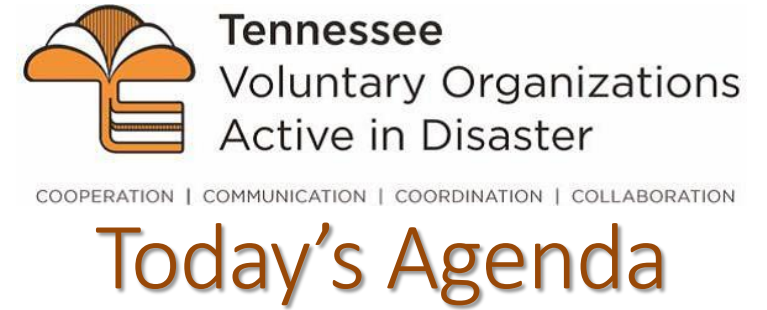 Tennessee
Voluntary Organizations
Active in Disaster
COOPERATION | COMMUNICATION | COORDINATION | COLLABORATION
Today’s Agenda